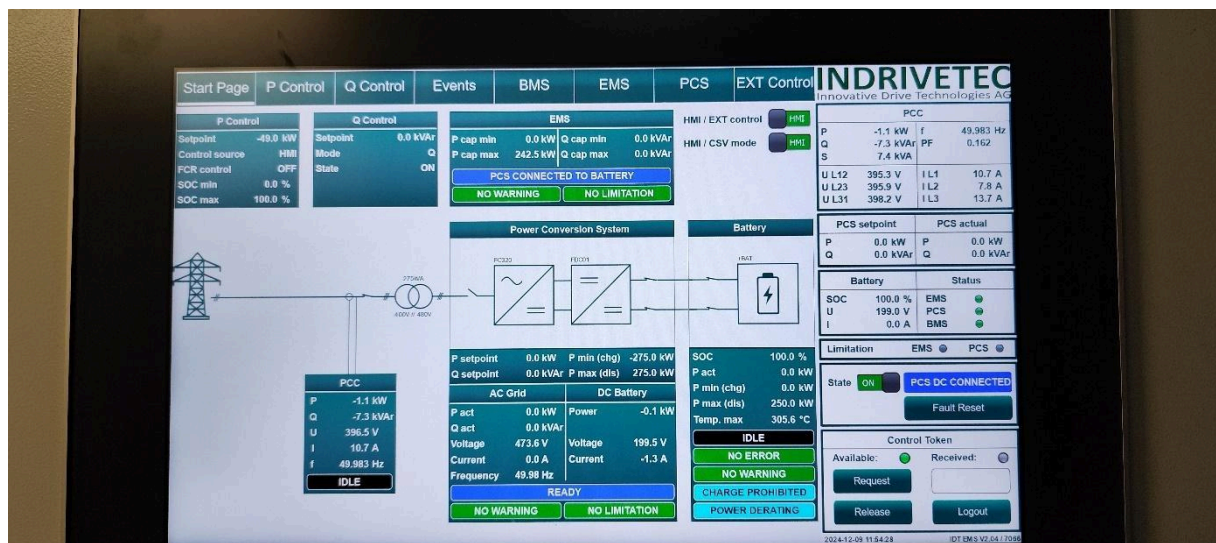 Start Page P Control Q Control Events BMS EMS PCS EXT Control
INDRIVETEC
Innovative Drive Technologies AG
P Control
Setpoint -49.0 kW
Control source HMI
FCR control OFF
SOC min 0.0 %
SOC max 100.0 %
Q Control
Setpoint 0.0 kVAr
Mode Q
State ON
EMS
P cap min 0.0 kW Q cap min 0.0 kVAr
P cap max 242.5 kW Q cap max 0.0 kVAr
PCS CONNECTED TO BATTERY
NO WARNING NO LIMITATION
HMI / EXT control HMI
HMI / CSV mode HMI
PCC
P -1.1 kW f 49.983 Hz
Q -7.3 kVAr PF 0.162
S 7.4 kVA
U L12 395.3 V I L1 10.7 A
U L23 395.9 V I L2 7.8 A
U L31 398.2 V I L3 13.7 A
PCS setpoint PCS actual
P 0.0 kW P 0.0 kW
Q 0.0 kVAr Q 0.0 kVAr
Battery Status
SOC 100.0 % EMS
U 199.0 V PCS
I 0.0 A BMS
Limitation EMS PCS
State ON PCS DC CONNECTED
Fault Reset
Control Token
Available: Received:
Request
Release Logout
2024-12-09 11:54:28 IDT EMS V2.04 / 7066
Power Conversion System
Battery
275kVA
400V // 480V
PCC
P -1.1 kW
Q -7.3 kVAr
U 396.5 V
I 10.7 A
f 49.983 Hz
IDLE
P setpoint 0.0 kW P min (chg) -275.0 kW
Q setpoint 0.0 kVAr P max (dis) 275.0 kW
AC Grid DC Battery
P act 0.0 kW Power -0.1 kW
Q act 0.0 kVAr
Voltage 473.6 V Voltage 199.5 V
Current 0.0 A Current -1.3 A
Frequency 49.98 Hz
READY
NO WARNING NO LIMITATION
SOC 100.0 %
P act 0.0 kW
P min (chg) 0.0 kW
P max (dis) 250.0 kW
Temp. max 305.6 °C
IDLE
NO ERROR
NO WARNING
CHARGE PROHIBITED
POWER DERATING